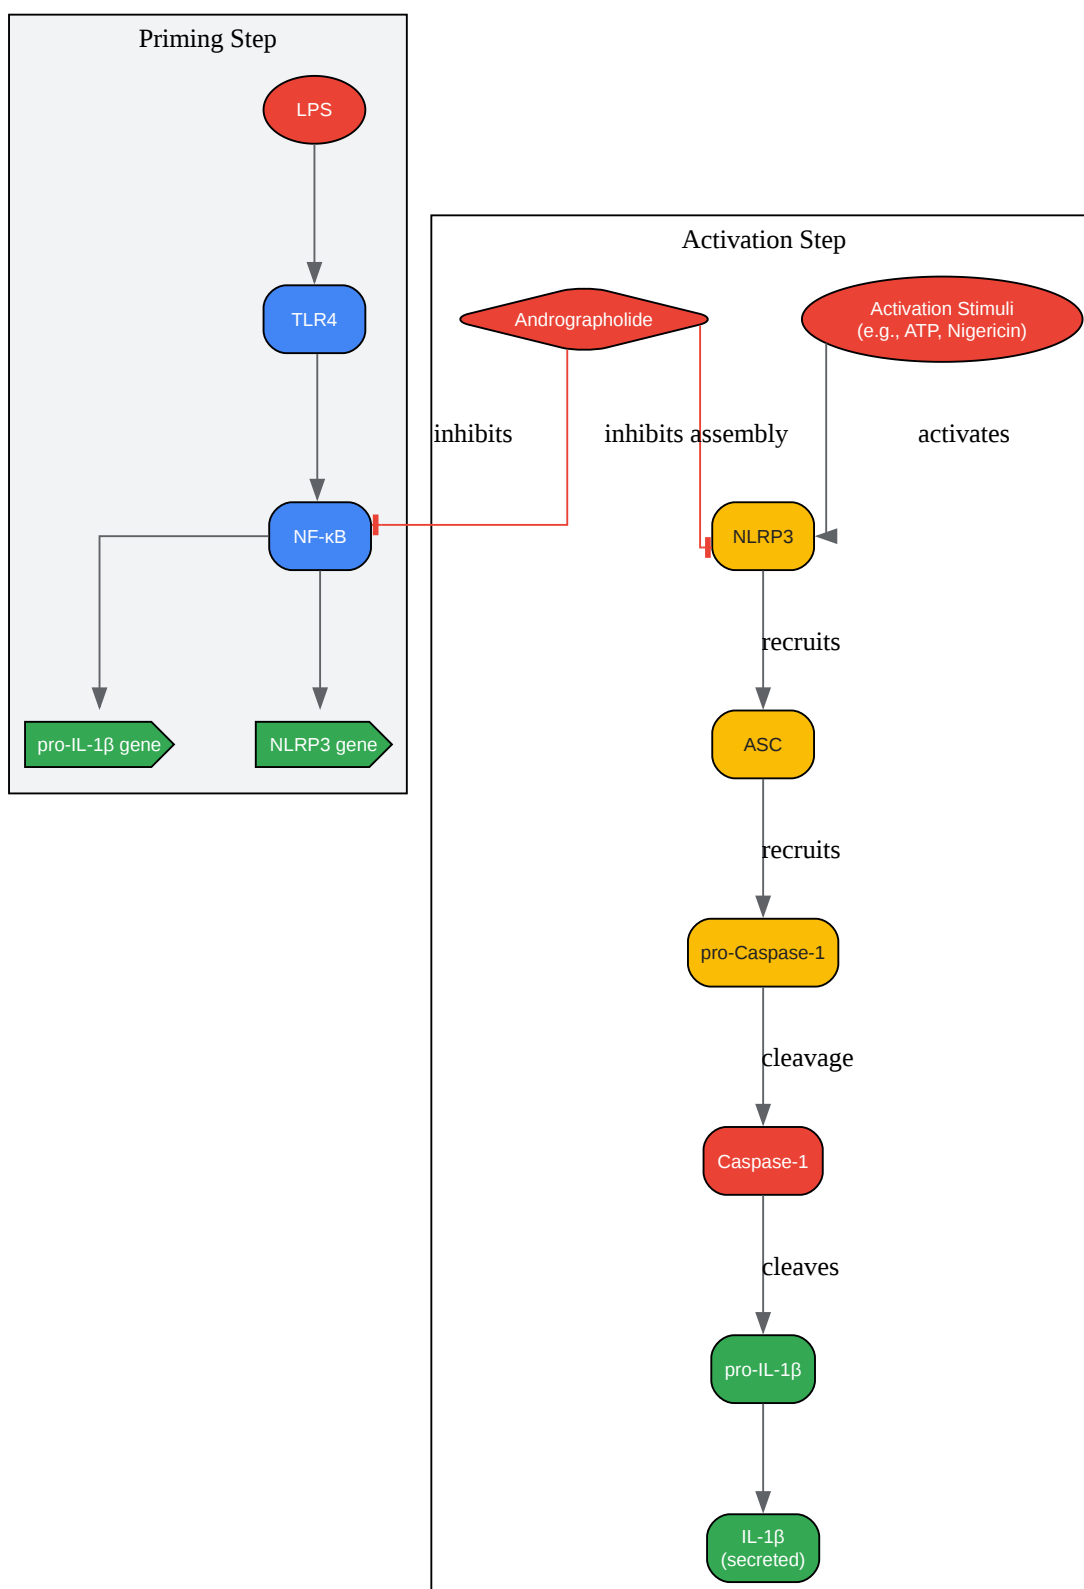 Priming Step
LPS
TLR4
NF-κB
pro-IL-1β gene
NLRP3 gene
Activation Step
Andrographolide
Activation Stimuli
(e.g., ATP, Nigericin)
inhibits
inhibits assembly
activates
NLRP3
recruits
ASC
recruits
pro-Caspase-1
cleavage
Caspase-1
cleaves
pro-IL-1β
IL-1β
(secreted)